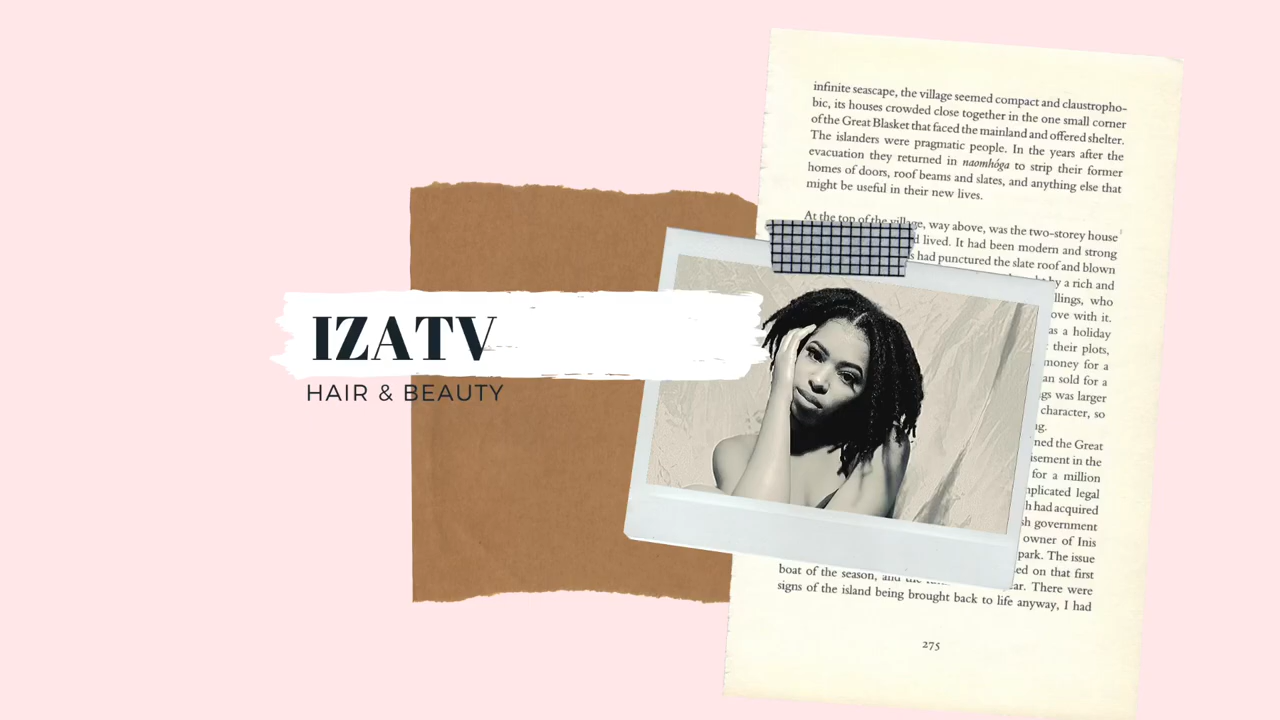 IZATV
HAIR & BEAUTY
infinite seascape, the village seemed compact and claustropho-
bic, its houses crowded close together in the one small corner
of the Great Blasket that faced the mainland and offered shelter.
The islanders were pragmatic people. In the years after the
evacuation they returned in naomhóga to strip their former
homes of doors, roof beams and slates, and anything else that
might be useful in their new lives.
At the top of the village, way above, was the two-storey house
lived. It had been modern and strong
had punctured the slate roof and blown
by a rich and
who
ove with it.
as a holiday
their plots,
money for a
an sold for a
gs was larger
character, so
ng.
ned the Great
sement in the
for a million
mplicated legal
h had acquired
sh government
owner of Inis
park. The issue
boat of the season, and the
ed on that first
ear. There were
signs of the island being brought back to life anyway, I had
275